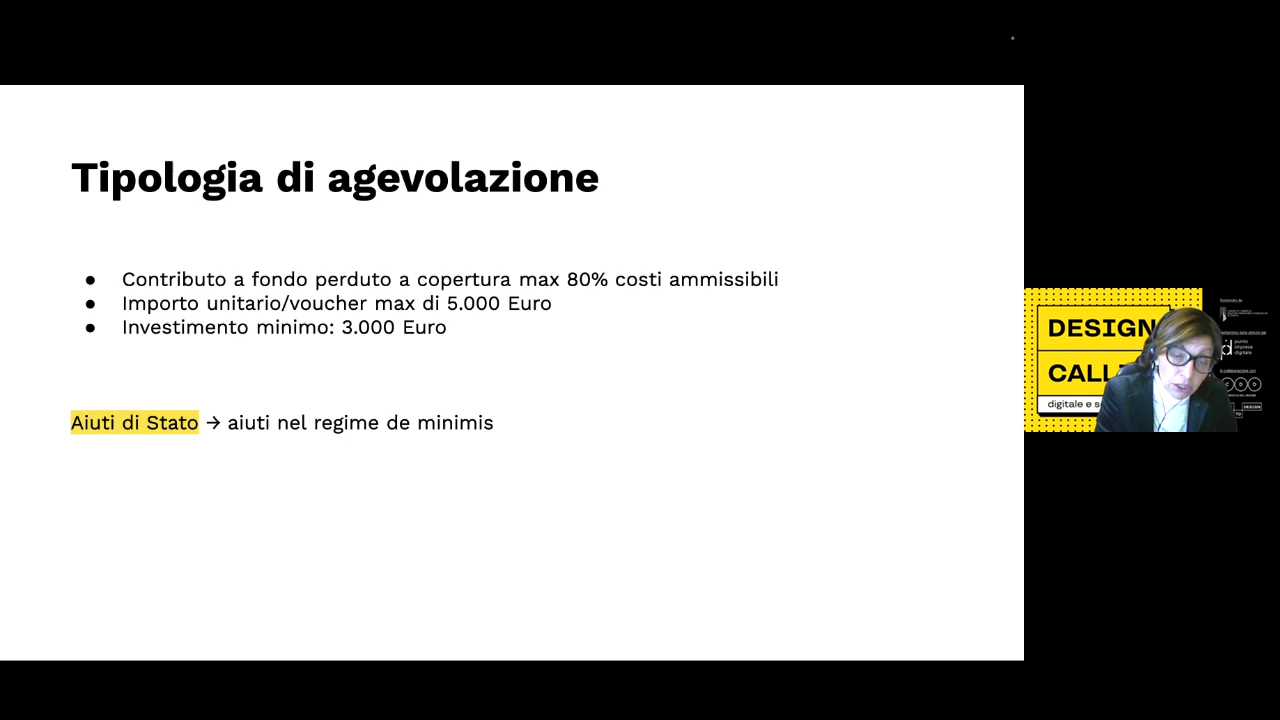 Tipologia di agevolazione
● Contributo a fondo perduto a copertura max 80% costi ammissibili
● Importo unitario/voucher max di 5.000 Euro
● Investimento minimo: 3.000 Euro
Aiuti di Stato → aiuti nel regime de minimis
DESIGN
CALL
digitale e
punto
impresa
digitale
C D D
DESIGN
TO